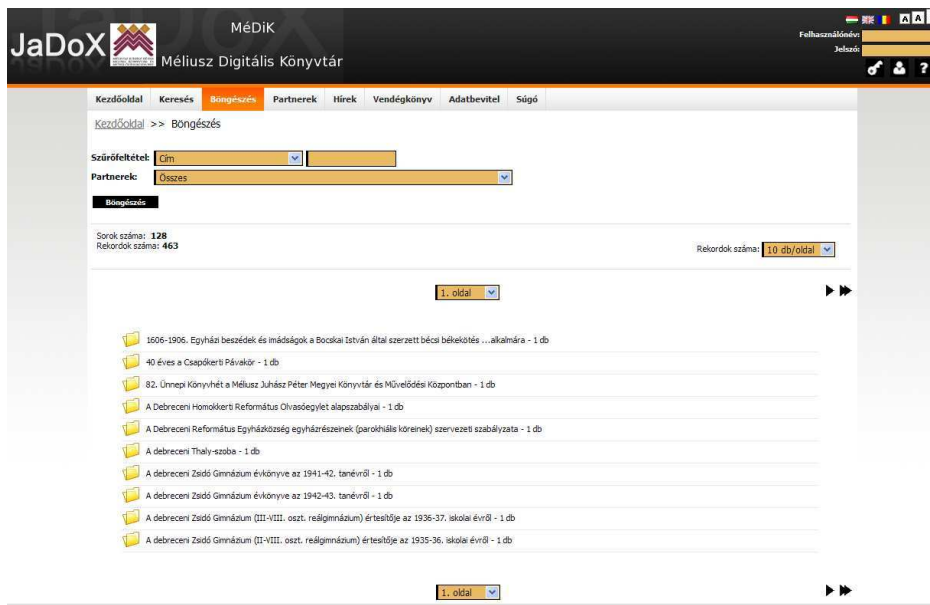 JaDoX
MéDiK
Méliusz Digitális Könyvtár
A A
Felhasználónév:
Jelszó:
?
Kezdőoldal Keresés Böngészés Partnerek Hírek Vendégkönyv Adatbevitel Súgó
Kezdőoldal >> Böngészés
Szűrőfeltétel: Cím
Partnerek: Összes
Böngészés
Sorok száma: 128
Rekordok száma: 463
Rekordok száma: 10 db/oldal
1. oldal
1606-1906. Egyházi beszédek és imádságok a Bocskai István által szerzett bécsi békekötés ...alkalmára - 1 db
40 éves a Csapókerti Pávakör - 1 db
82. Ünnepi Könyvhét a Méliusz Juhász Péter Megyei Könyvtár és Művelődési Központban - 1 db
A Debreceni Homokkerti Református Olvasóegylet alapszabályai - 1 db
A Debreceni Református Egyházközség egyházrészeinek (parokhiális köreinek) szervezeti szabályzata - 1 db
A debreceni Thaly-szoba - 1 db
A debreceni Zsidó Gimnázium évkönyve az 1941-42. tanévről - 1 db
A debreceni Zsidó Gimnázium évkönyve az 1942-43. tanévről - 1 db
A debreceni Zsidó Gimnázium (III-VIII. oszt. reálgimnázium) értesítője az 1936-37. iskolai évről - 1 db
A debreceni Zsidó Gimnázium (II-VIII. oszt. reálgimnázium) értesítője az 1935-36. iskolai évről - 1 db
1. oldal